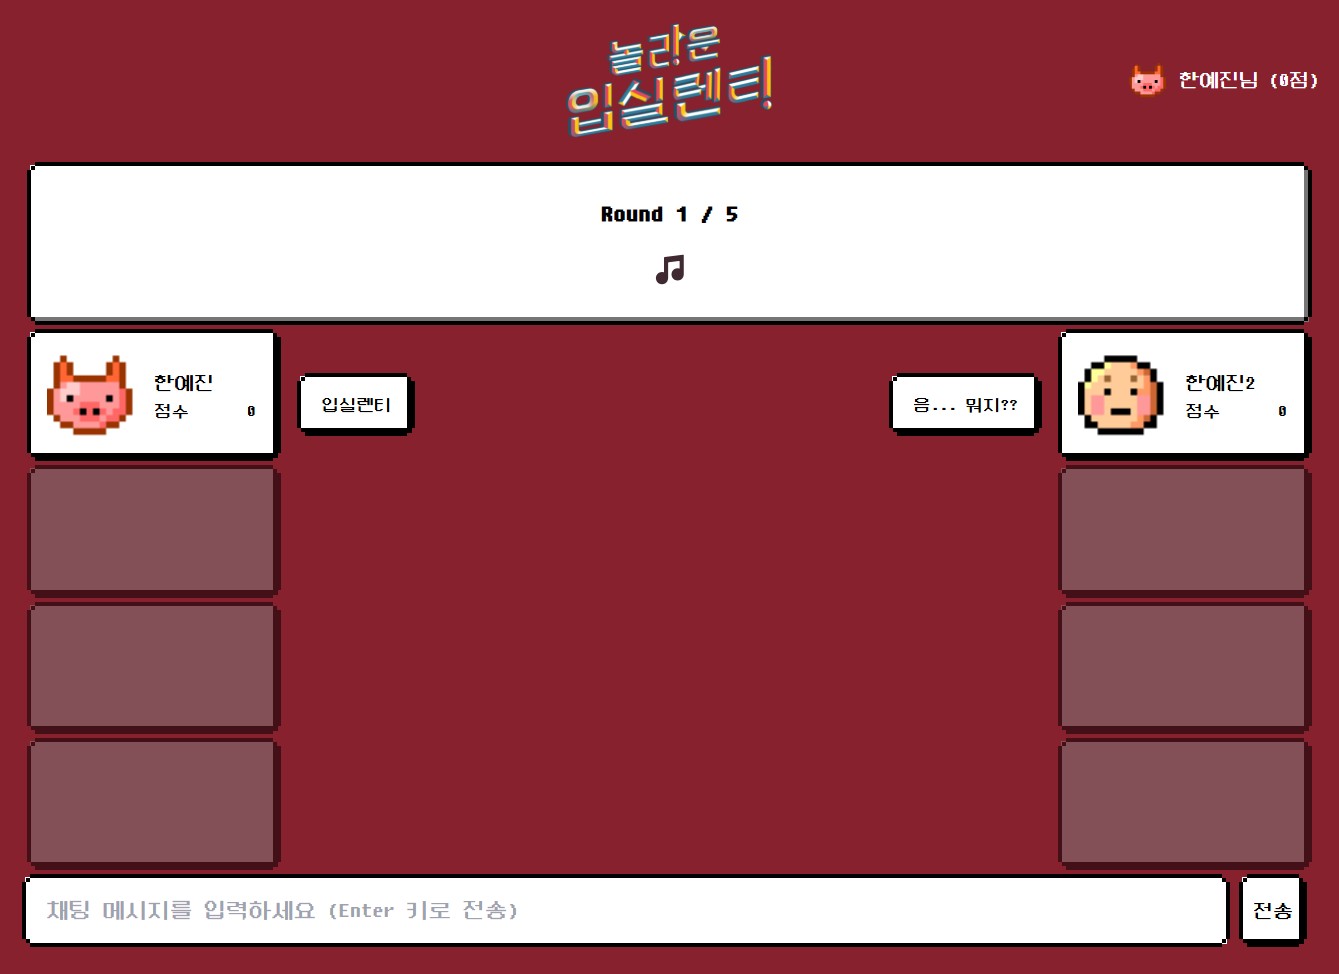 놀라운
입실렌티
한예진님 (0점)
Round 1 / 5
한예진
점수 0
입실렌티
음... 뭐지??
한예진2
점수 0
채팅 메시지를 입력하세요 (Enter 키로 전송)
전송